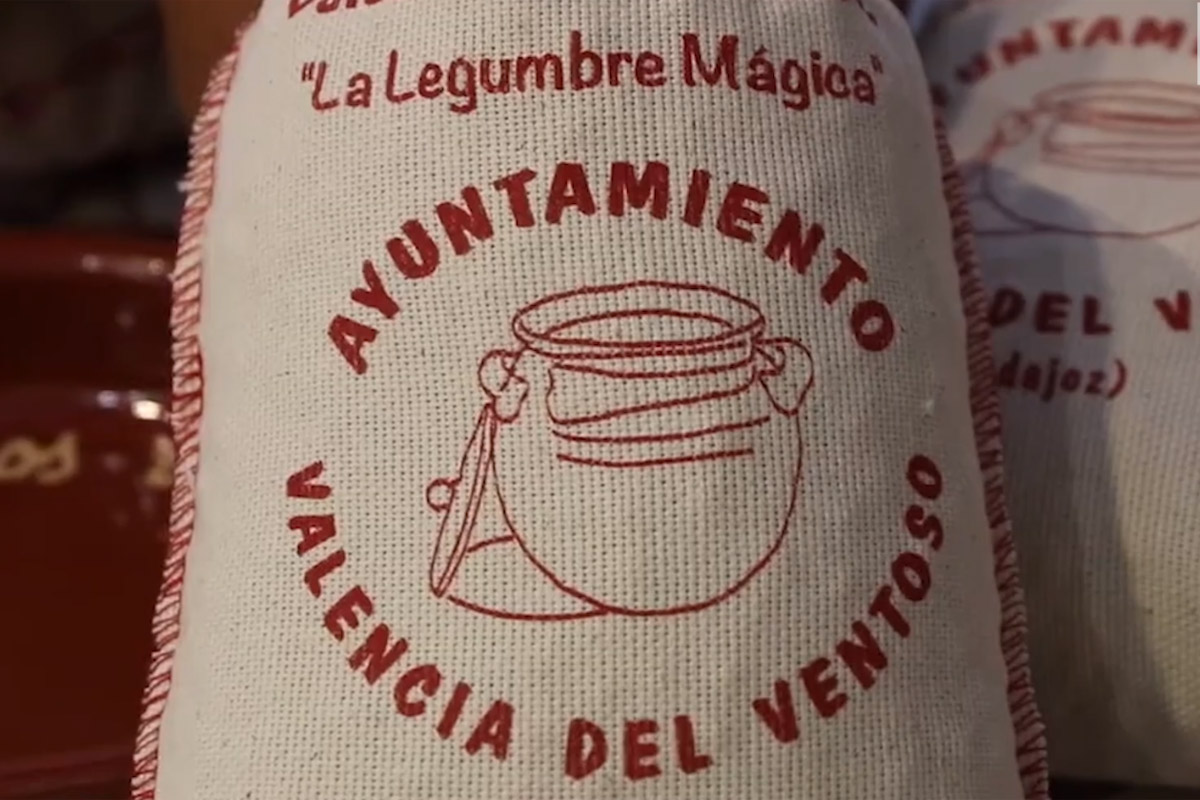 "La Legumbre Mágica"
AYUNTAMIENTO
VALENCIA DEL VENTOSO
DEL